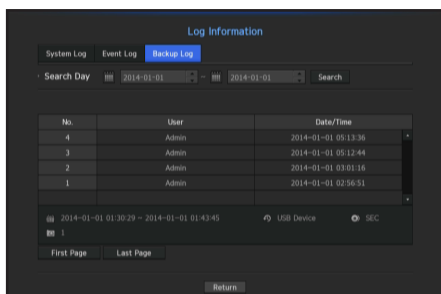 Log Information
System Log Event Log Backup Log
· Search Day 2014-01-01 ~ 2014-01-01 Search
No. User Date/Time
4 Admin 2014-01-01 05:13:36
3 Admin 2014-01-01 05:12:44
2 Admin 2014-01-01 03:01:16
1 Admin 2014-01-01 02:56:51
2014-01-01 01:30:29 ~ 2014-01-01 01:43:45 USB Device SEC
1
First Page Last Page
Return